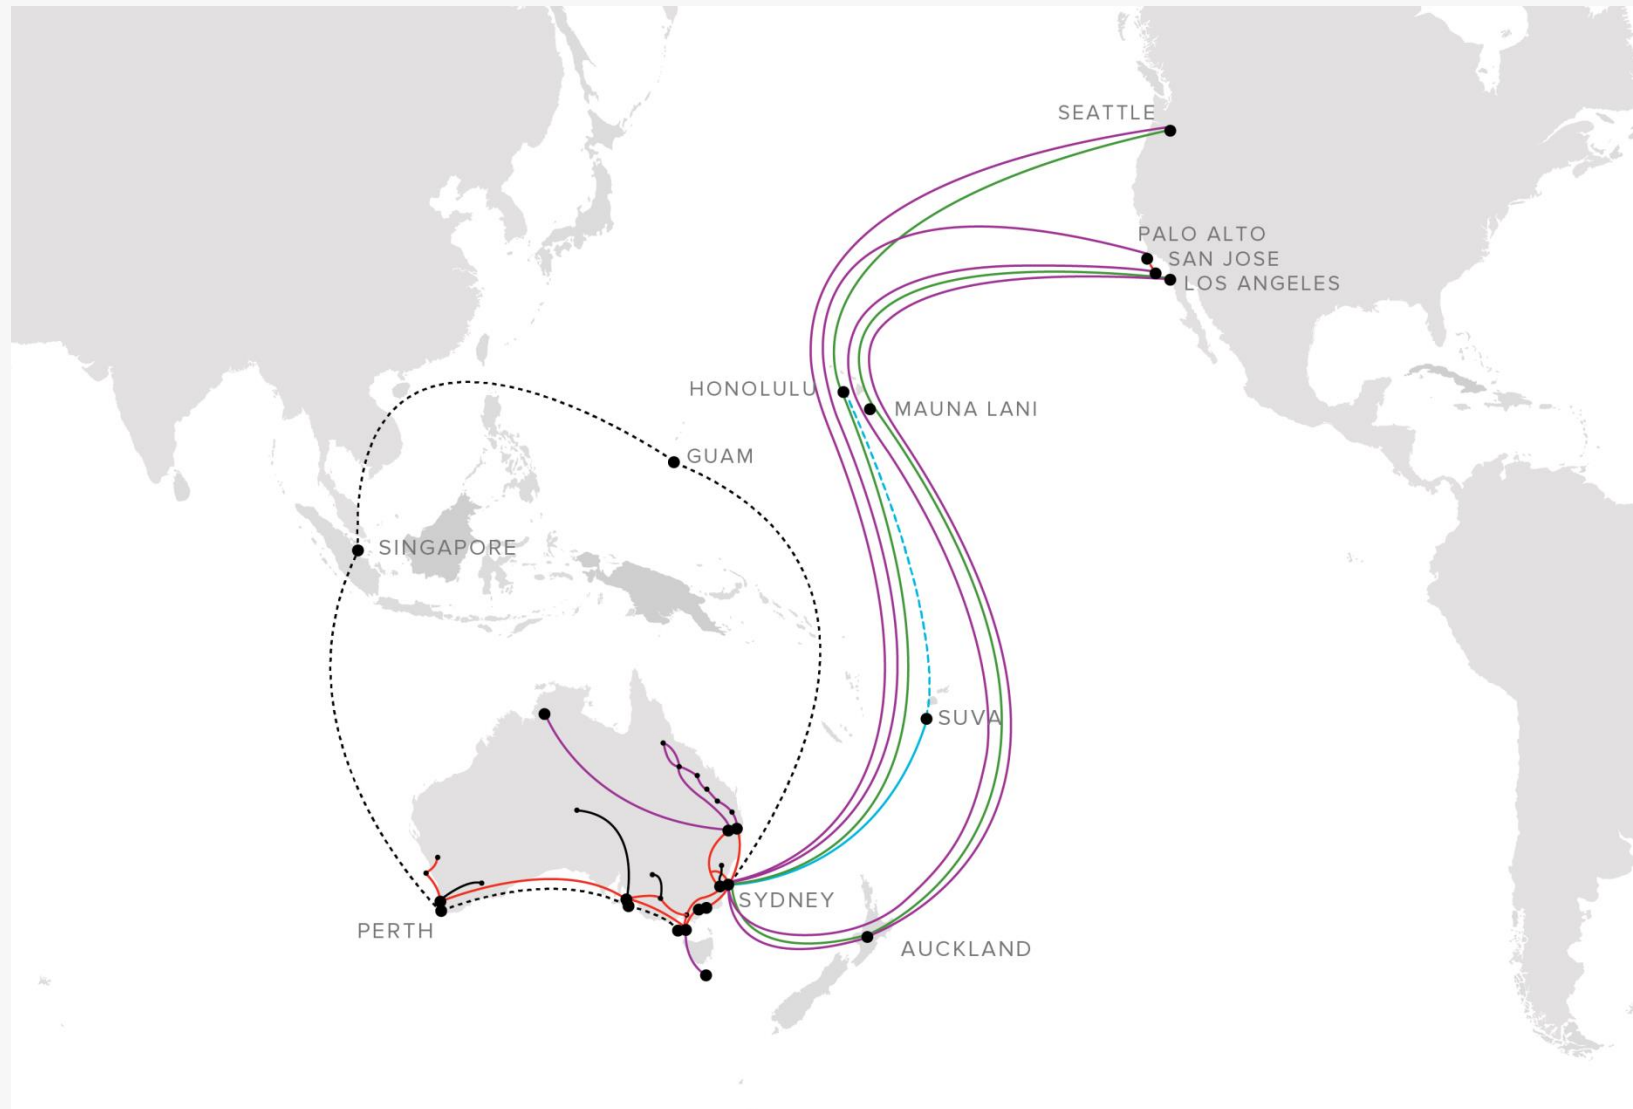 SEATTLE
PALO ALTO
SAN JOSE
LOS ANGELES
HONOLULU
MAUNA LANI
GUAM
SINGAPORE
SUVA
SYDNEY
PERTH
AUCKLAND